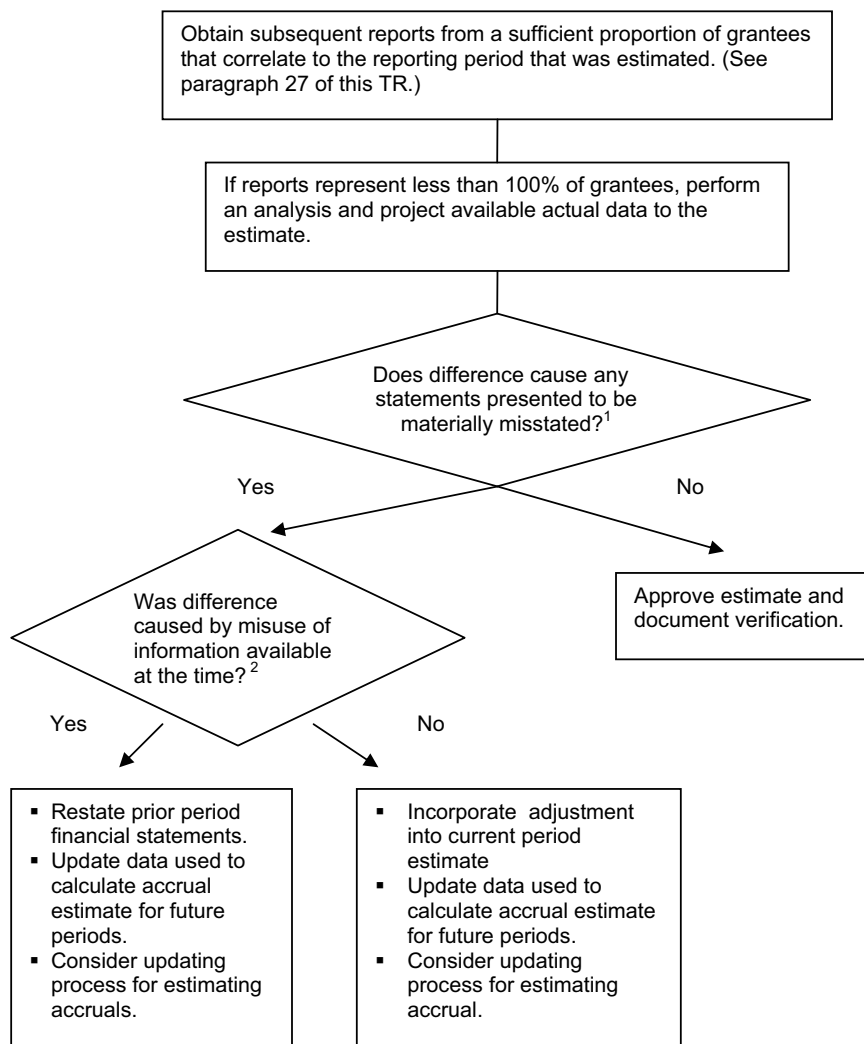 Obtain subsequent reports from a sufficient proportion of grantees
that correlate to the reporting period that was estimated. (See
paragraph 27 of this TR.)
If reports represent less than 100% of grantees, perform
an analysis and project available actual data to the
estimate.
Does difference cause any
statements presented to be
materially misstated?1
Yes
No
Was difference
caused by misuse of
information available
at the time? 2
Approve estimate and
document verification.
Yes
No
▪ Restate prior period
financial statements.
▪ Update data used to
calculate accrual
estimate for future
periods.
▪ Consider updating
process for estimating
accruals.
▪ Incorporate adjustment
into current period
estimate
▪ Update data used to
calculate accrual estimate
for future periods.
▪ Consider updating
process for estimating
accrual.